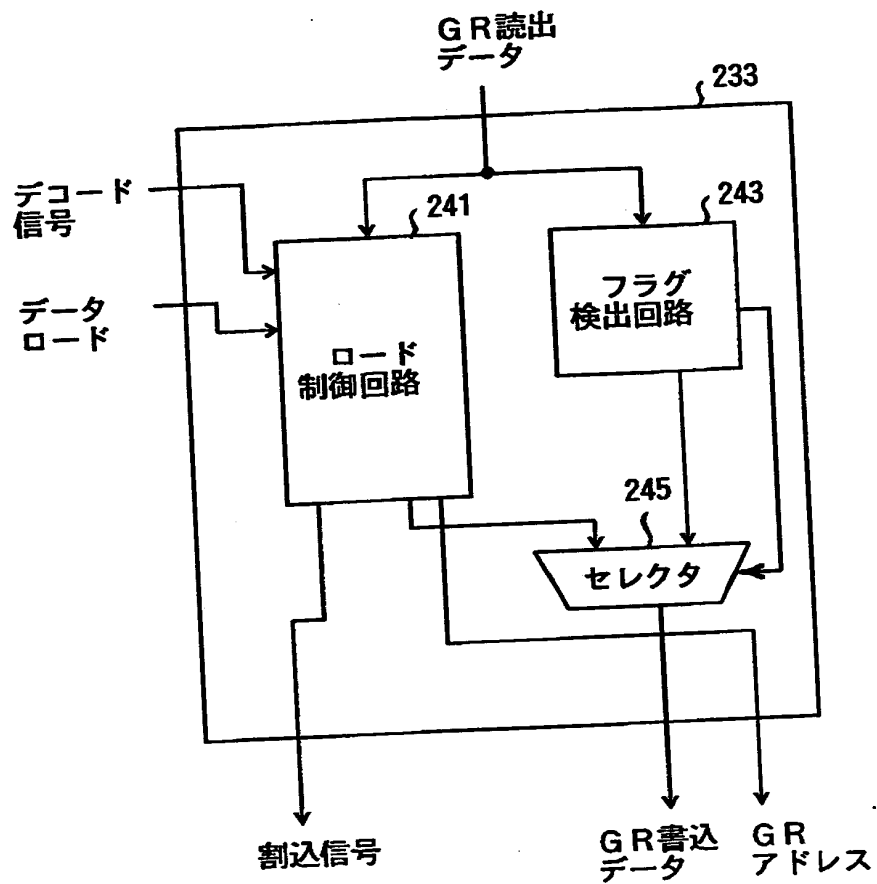 GR読出
データ
233
デコード
信号
241
243
データ
ロード
フラグ
検出回路
ロード
制御回路
245
セレクタ
割込信号
GR書込
データ
GR
アドレス